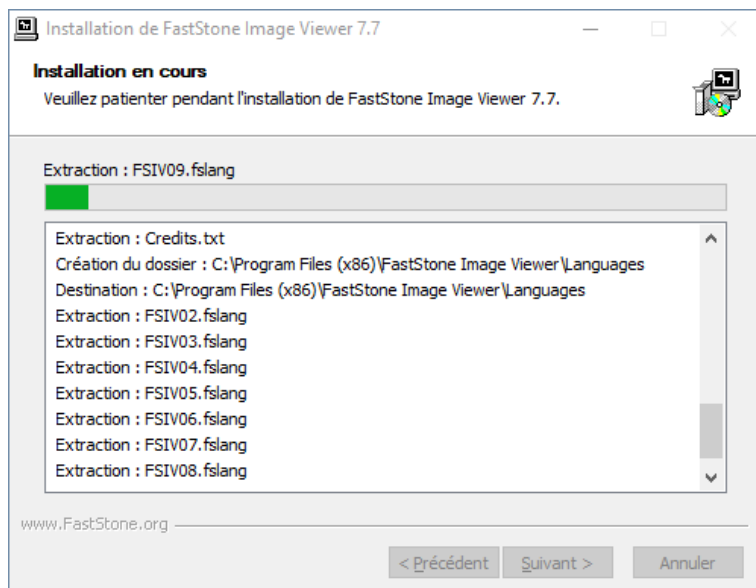 Installation de FastStone Image Viewer 7.7
Installation en cours
Veuillez patienter pendant l'installation de FastStone Image Viewer 7.7.
Extraction : FSIV09.fslang
Extraction : Credits.txt
Création du dossier : C:\Program Files (x86)\FastStone Image Viewer\Languages
Destination : C:\Program Files (x86)\FastStone Image Viewer\Languages
Extraction : FSIV02.fslang
Extraction : FSIV03.fslang
Extraction : FSIV04.fslang
Extraction : FSIV05.fslang
Extraction : FSIV06.fslang
Extraction : FSIV07.fslang
Extraction : FSIV08.fslang
www.FastStone.org
< Précédent Suivant > Annuler